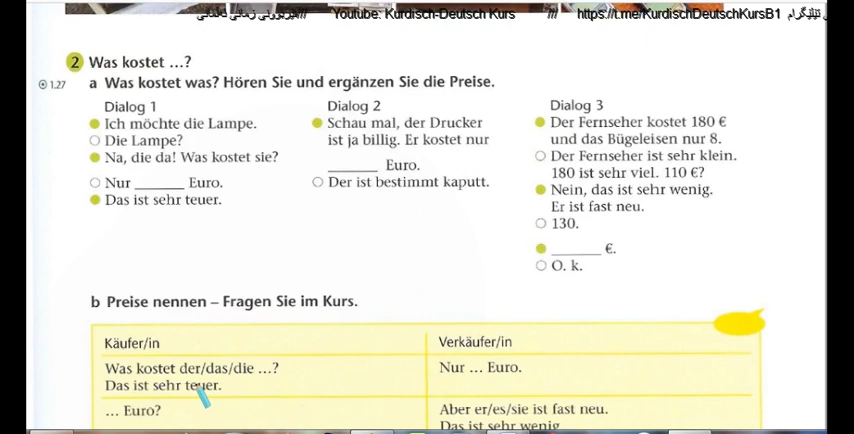 Youtube: Kurdisch-Deutsch Kurs /// https://t.me/KurdischDeutschKursB1
2 Was kostet …?
1.27 a Was kostet was? Hören Sie und ergänzen Sie die Preise.
Dialog 1
Ich möchte die Lampe.
Die Lampe?
Na, die da! Was kostet sie?
Nur ________ Euro.
Das ist sehr teuer.
Dialog 2
Schau mal, der Drucker
ist ja billig. Er kostet nur
________ Euro.
Der ist bestimmt kaputt.
Dialog 3
Der Fernseher kostet 180 €
und das Bügeleisen nur 8.
Der Fernseher ist sehr klein.
180 ist sehr viel. 110 €?
Nein, das ist sehr wenig.
Er ist fast neu.
130.
________ €.
O. k.
b Preise nennen – Fragen Sie im Kurs.
Käufer/in
Was kostet der/das/die …?
Das ist sehr teuer.
… Euro?
Verkäufer/in
Nur … Euro.
Aber er/es/sie ist fast neu.
Das ist sehr wenig